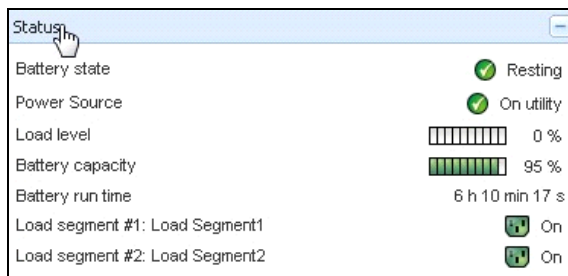 Status
Battery state Resting
Power Source On utility
Load level 0 %
Battery capacity 95 %
Battery run time 6 h 10 min 17 s
Load segment #1: Load Segment1 On
Load segment #2: Load Segment2 On